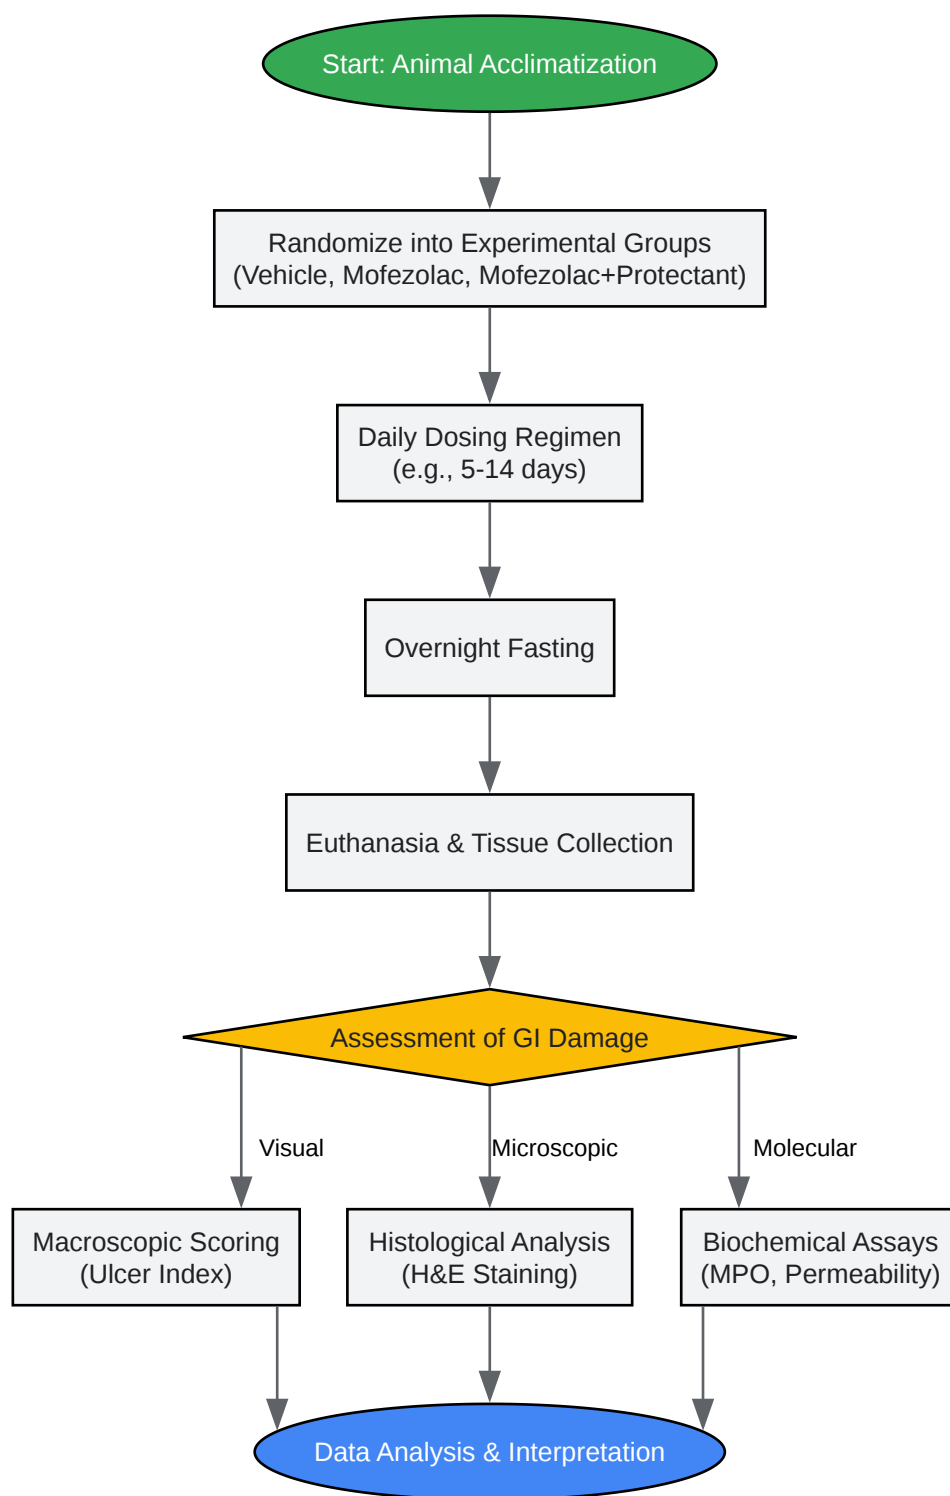 Start: Animal Acclimatization
Randomize into Experimental Groups
(Vehicle, Mofezolac, Mofezolac+Protectant)
Daily Dosing Regimen
(e.g., 5-14 days)
Overnight Fasting
Euthanasia & Tissue Collection
Assessment of GI Damage
Visual
Microscopic
Molecular
Macroscopic Scoring
(Ulcer Index)
Histological Analysis
(H&E Staining)
Biochemical Assays
(MPO, Permeability)
Data Analysis & Interpretation